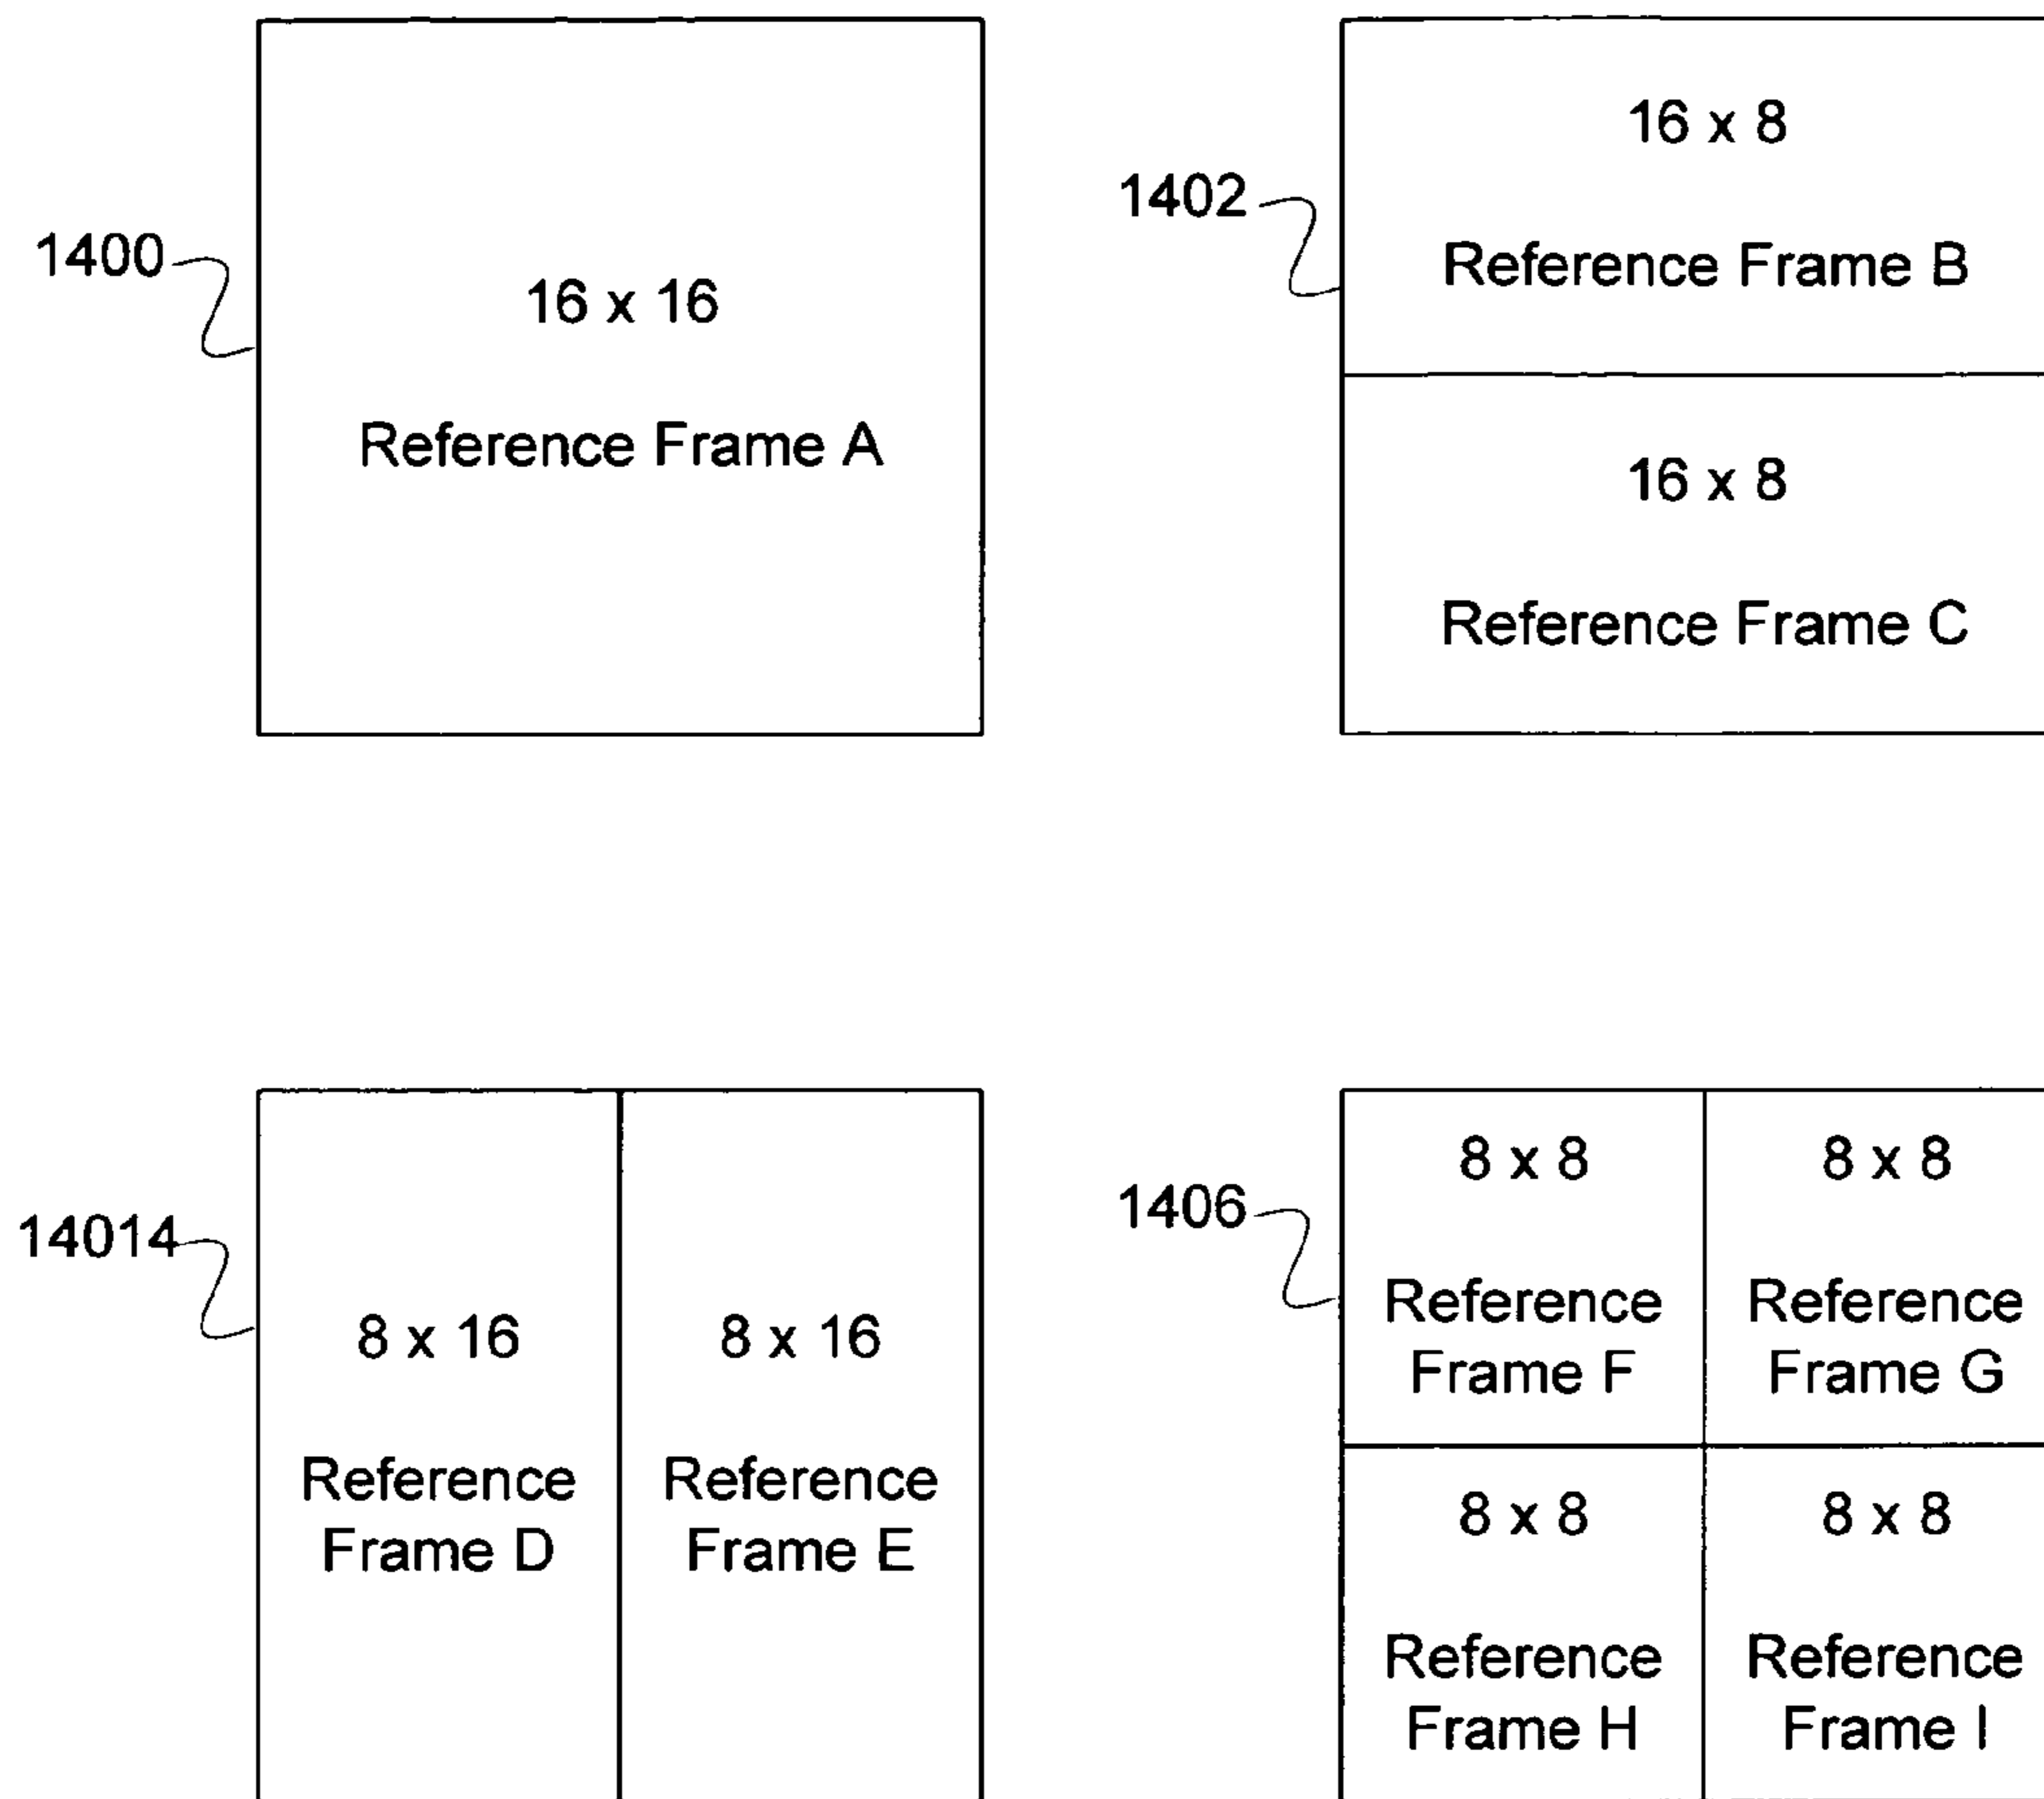 1400
16 x 16
Reference Frame A
1402
16 x 8
Reference Frame B
16 x 8
Reference Frame C
14014
8 x 16
Reference
Frame D
8 x 16
Reference
Frame E
1406
8 x 8
Reference
Frame F
8 x 8
Reference
Frame G
8 x 8
Reference
Frame H
8 x 8
Reference
Frame I